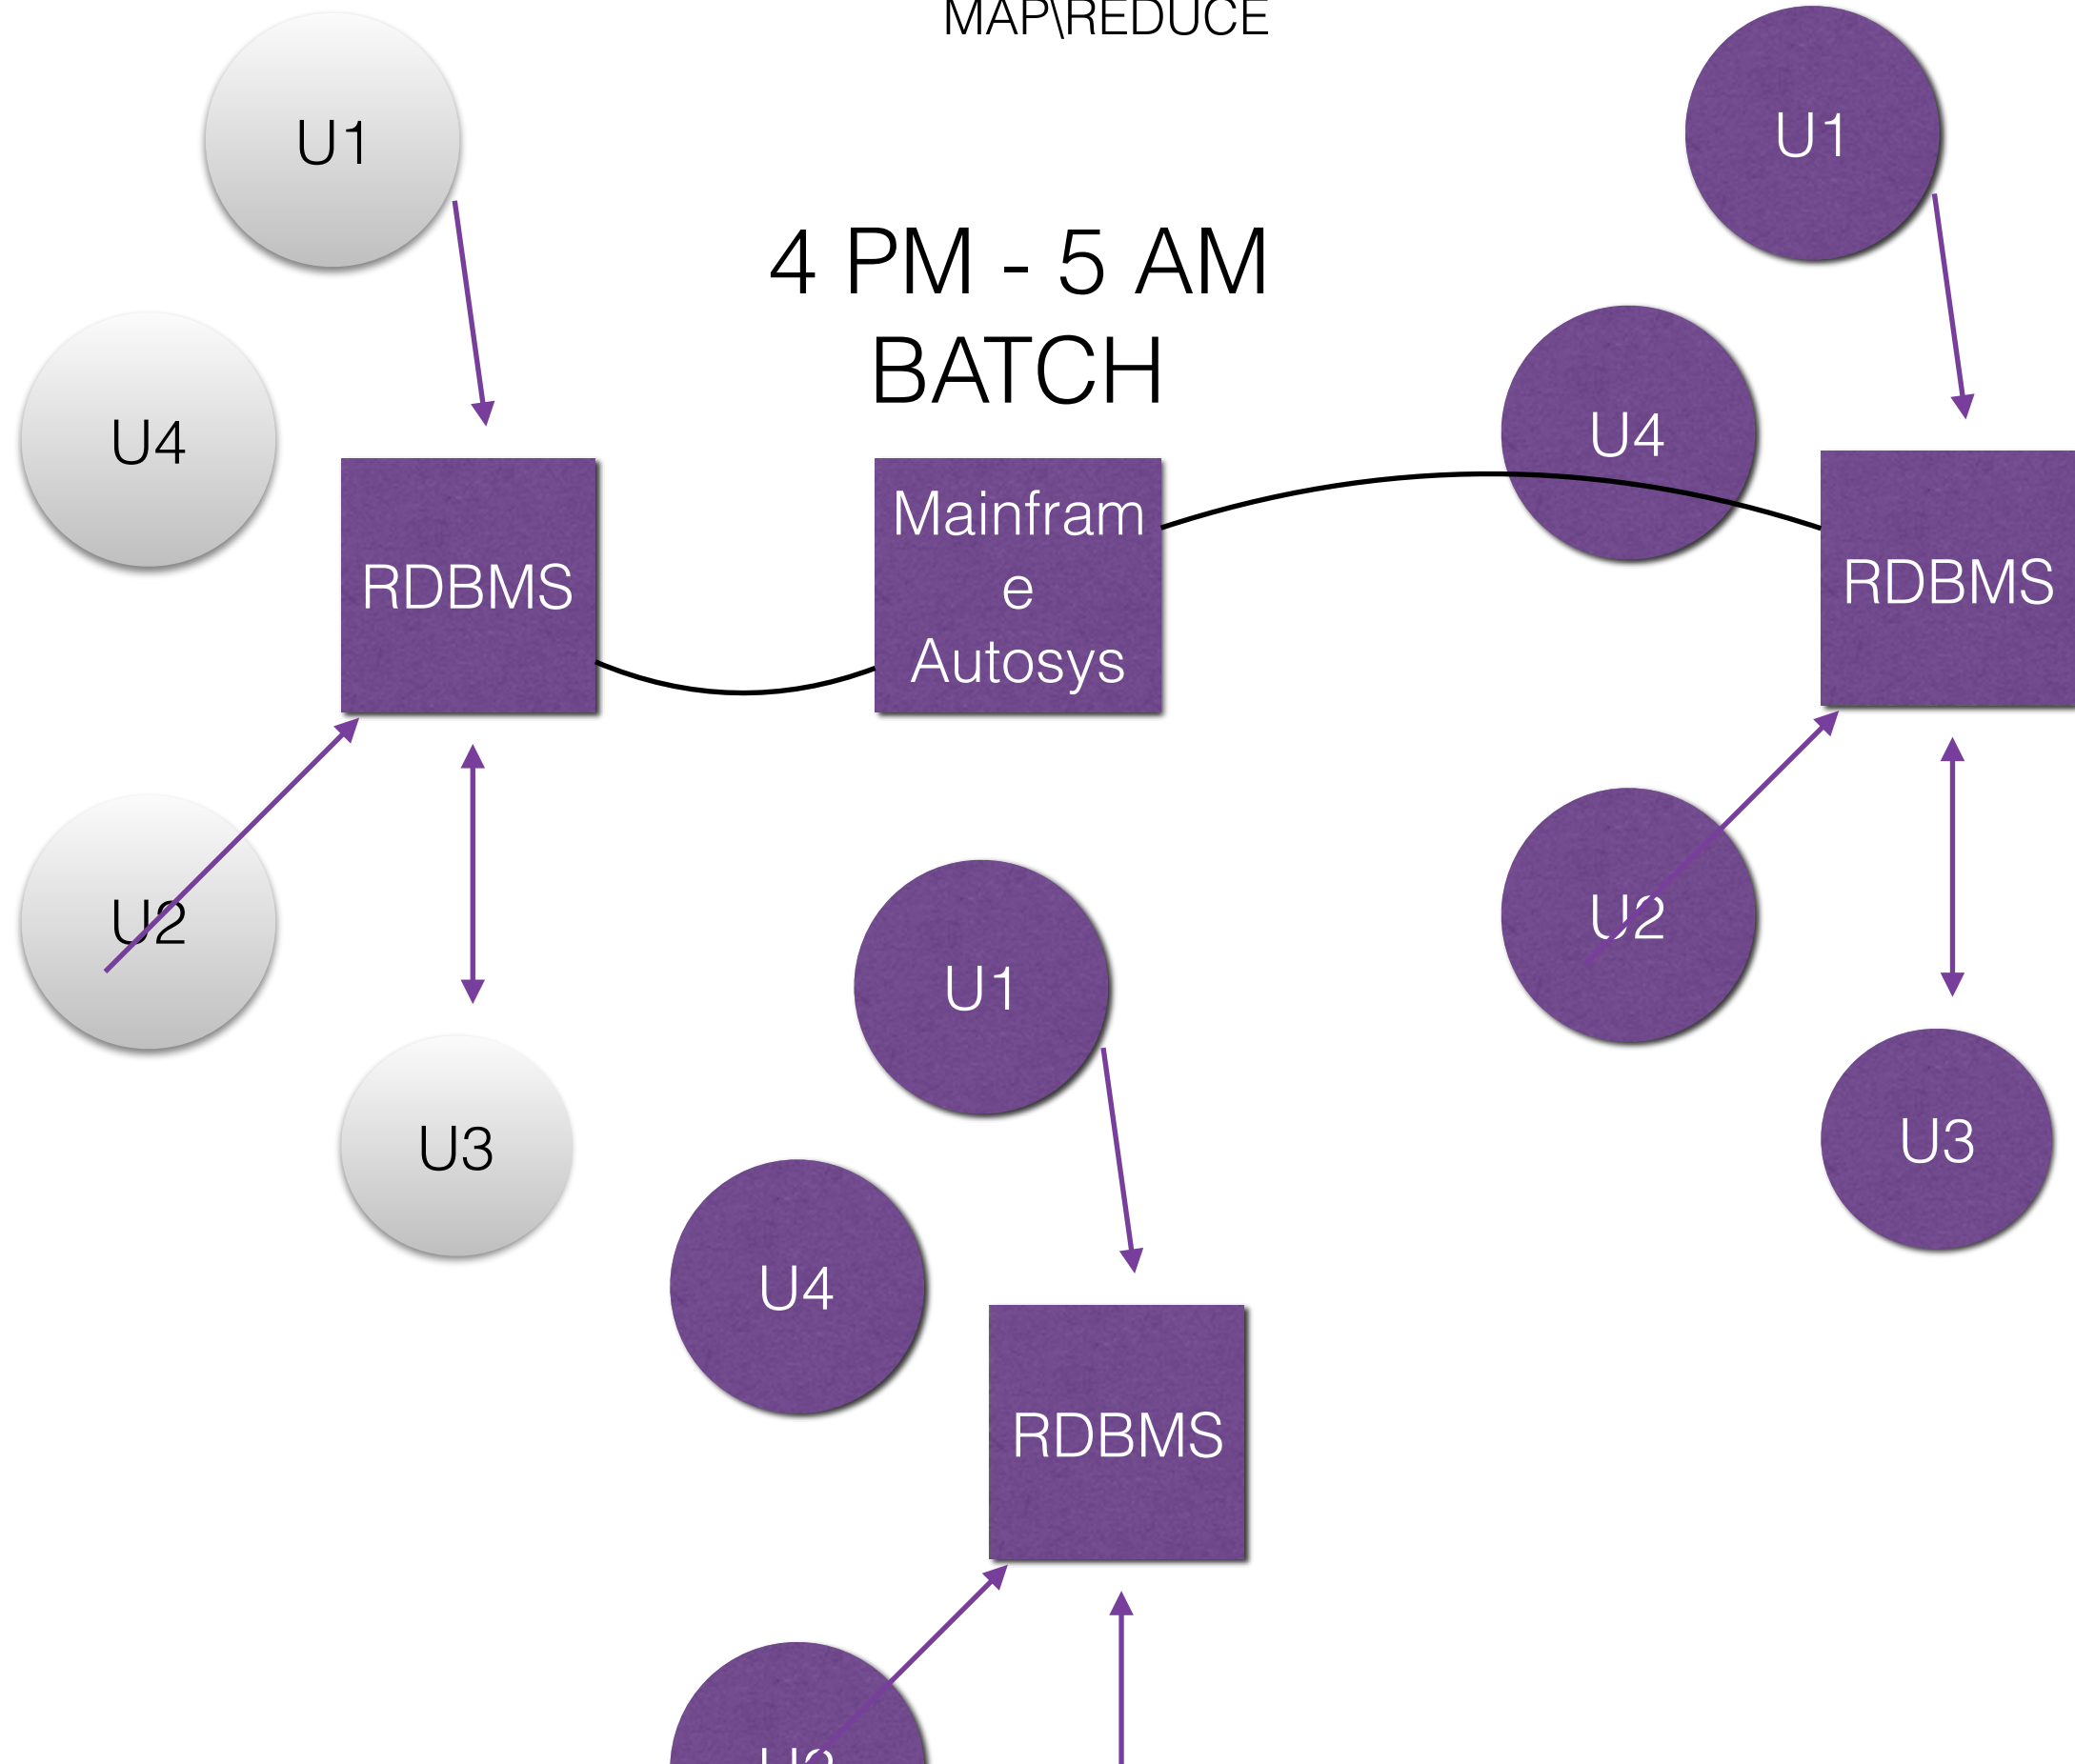 MAP\REDUCE
U1
U1
4 PM - 5 AM
BATCH
U4
U4
RDBMS
Mainfram
e
Autosys
RDBMS
U2
U2
U1
U3
U3
U4
RDBMS